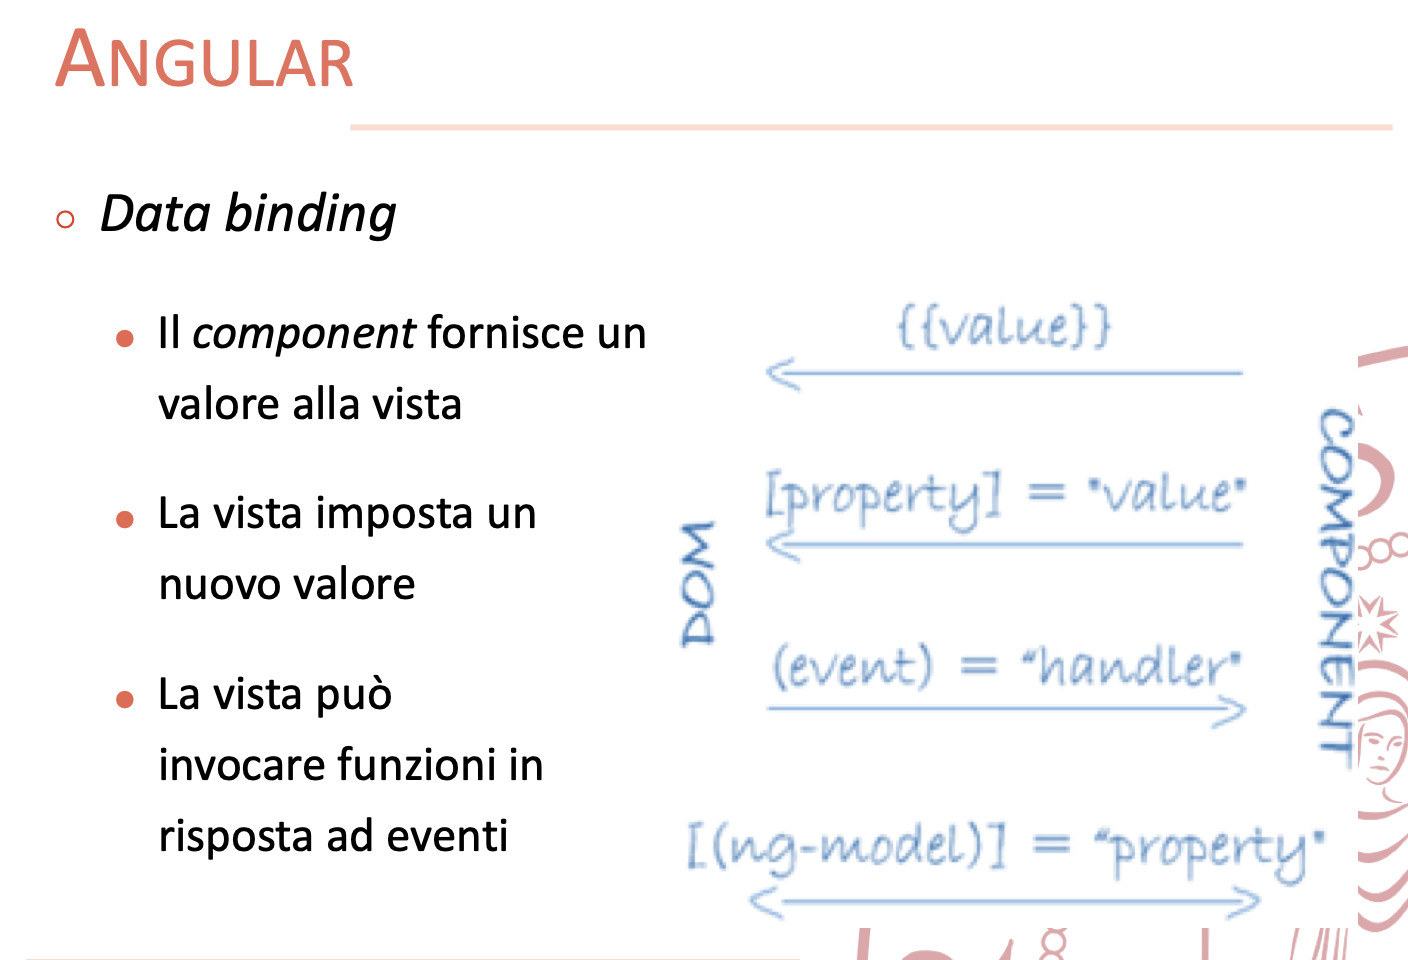 ANGULAR
Data binding
Il component fornisce un
valore alla vista
La vista imposta un
nuovo valore
La vista può
invocare funzioni in
risposta ad eventi
{{value}}
[property] = "value"
(event) = "handler"
[(ng-model)] = "property"
DOM
COMPONENT